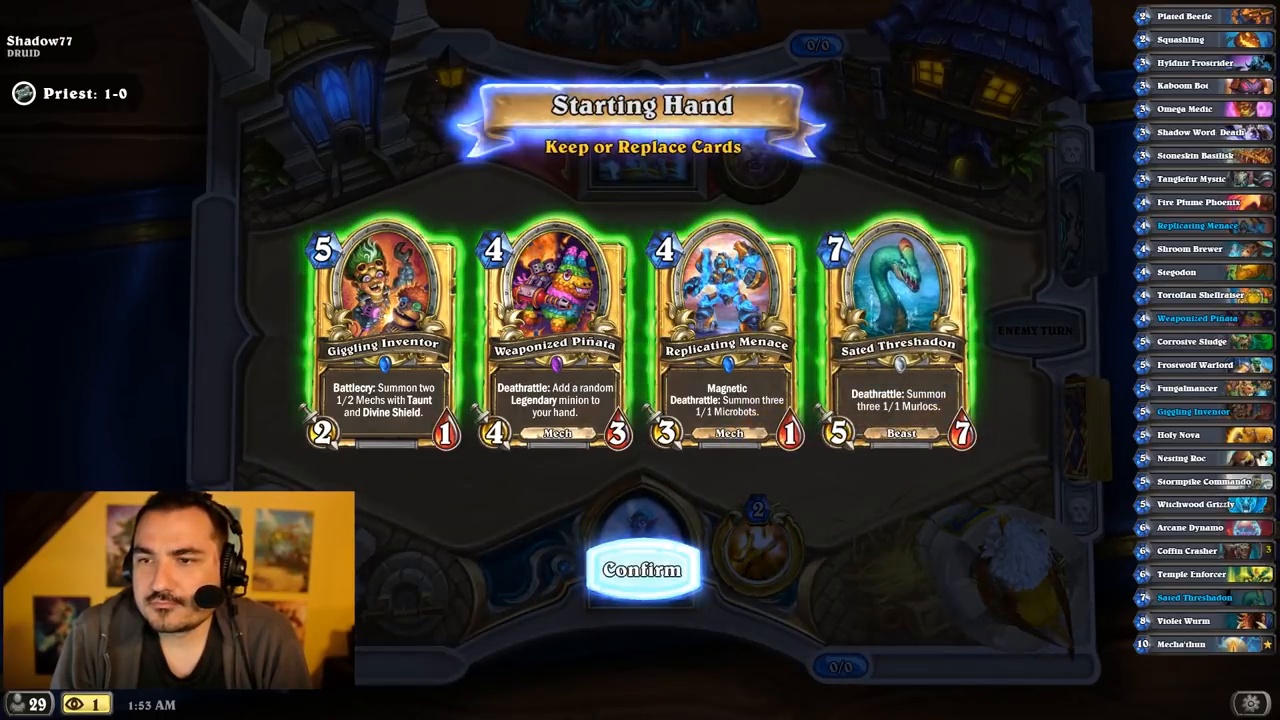 Shadow77
DRUID
Priest: 1-0
0/0
Starting Hand
Keep or Replace Cards
5
Giggling Inventor
Battlecry: Summon two
1/2 Mechs with Taunt
and Divine Shield.
2
1
4
Weaponized Piñata
Deathrattle: Add a random
Legendary minion to
your hand.
4
Mech
3
4
Replicating Menace
Magnetic
Deathrattle: Summon three
1/1 Microbots.
3
Mech
1
7
Sated Threshadon
Deathrattle: Summon
three 1/1 Murlocs.
5
Beast
7
ENEMY TURN
Confirm
2
0/0
29
1
1:53 AM
2 Plated Beetle
2 Squashling
3 Hyldnir Frostrider
3 Kaboom Bot
3 Omega Medic
3 Shadow Word Death
3 Stoneskin Basilisk
3 Tanglefur Mystic
4 Fire Plume Phoenix
4 Replicating Menace
4 Shroom Brewer
4 Stegodon
4 Tortollan Shellraiser
4 Weaponized Piñata
5 Corrosive Sludge
5 Frostwolf Warlord
5 Fungalmancer
5 Giggling Inventor
5 Holy Nova
5 Nesting Roc
5 Stormpike Commando
5 Witchwood Grizzly
6 Arcane Dynamo
6 Coffin Crasher 3
6 Temple Enforcer
7 Sated Threshadon
8 Violet Wurm
10 Mecha'thun